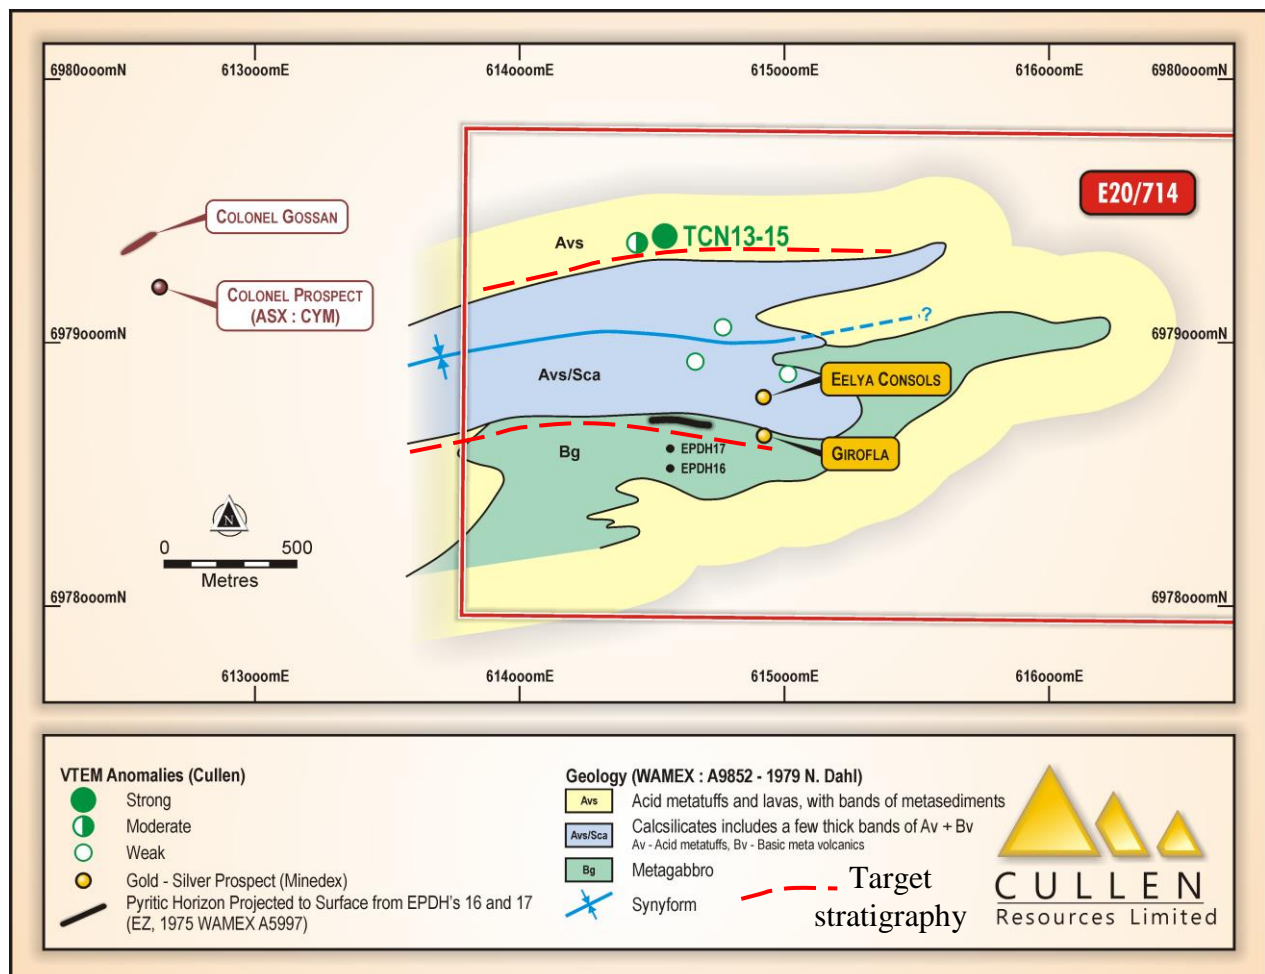 6980000mN 613000mE 614000mE 615000mE 616000mE 6980000mN
E20/714
COLONEL GOSSAN
Avs
TCN13-15
COLONEL PROSPECT
(ASX : CYM)
?
6979000mN
6979000mN
Avs/Sca
EELYA CONSOLS
Bg
EPDH17
EPDH16
GIROFLA
N
0 500
Metres
6978000mN
6978000mN
613000mE 614000mE 615000mE 616000mE
VTEM Anomalies (Cullen)
Strong
Moderate
Weak
Gold - Silver Prospect (Minedex)
Pyritic Horizon Projected to Surface from EPDH's 16 and 17
(EZ, 1975 WAMEX A5997)
Geology (WAMEX : A9852 - 1979 N. Dahl)
Avs Acid metatuffs and lavas, with bands of metasediments
Avs/Sca Calcsilicates includes a few thick bands of Av + Bv
Av - Acid metatuffs, Bv - Basic meta volcanics
Bg Metagabbro
Synyform
Target
stratigraphy
CULLEN
Resources Limited